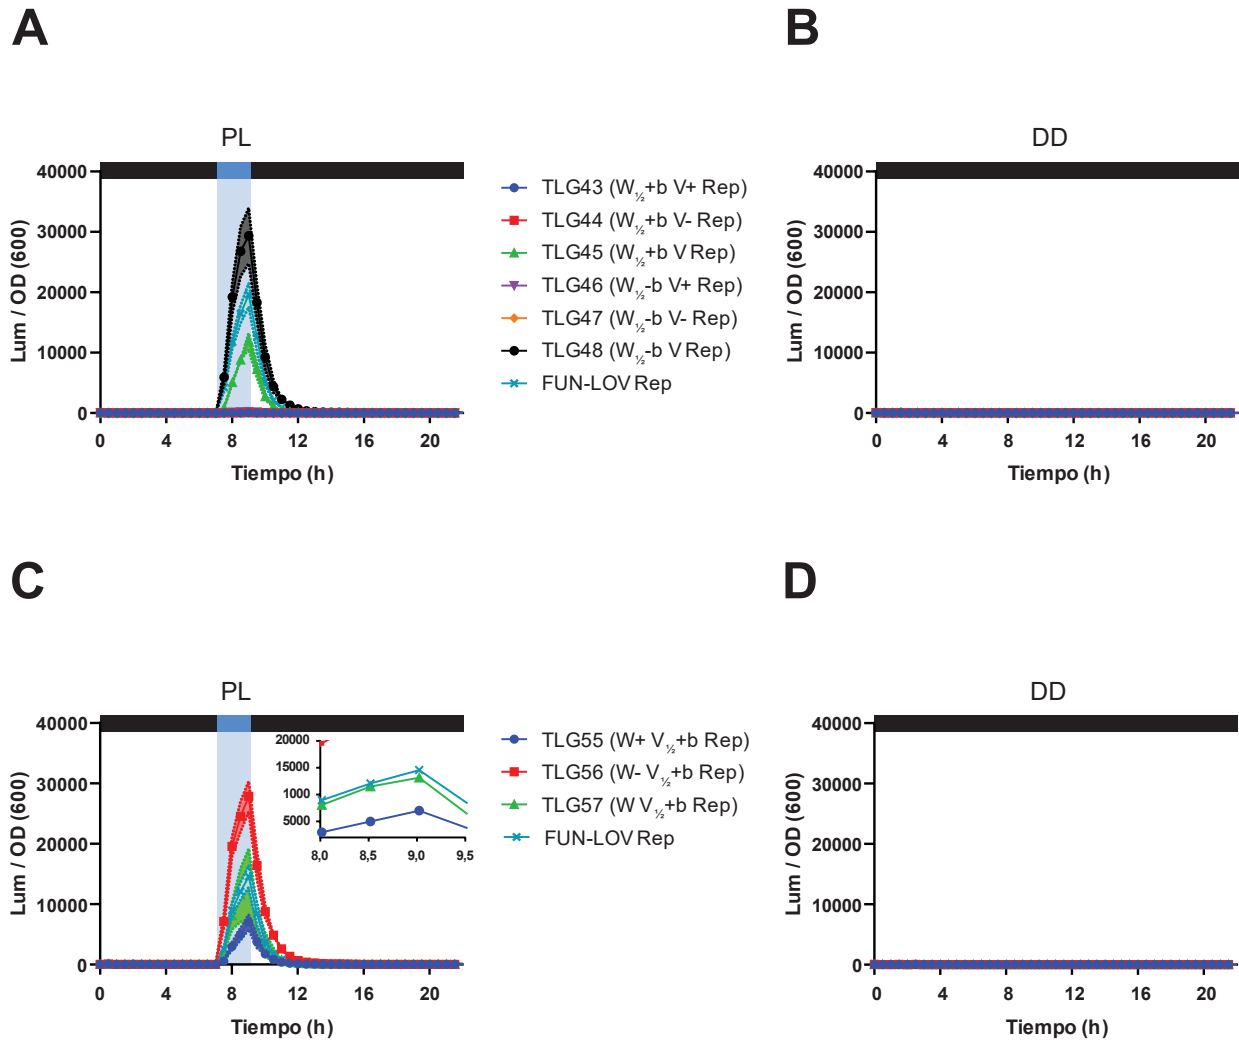 A
B
PL
DD
40000
30000
20000
10000
0
Lum / OD (600)
0 4 8 12 16 20
Tiempo (h)
TLG43 (W½+b V+ Rep)
TLG44 (W½+b V- Rep)
TLG45 (W½+b V Rep)
TLG46 (W½-b V+ Rep)
TLG47 (W½-b V- Rep)
TLG48 (W½-b V Rep)
FUN-LOV Rep
40000
30000
20000
10000
0
Lum / OD (600)
0 4 8 12 16 20
Tiempo (h)
C
D
PL
DD
40000
30000
20000
10000
0
Lum / OD (600)
0 4 8 12 16 20
Tiempo (h)
20000
15000
1000
5000
8,0 8,5 9,0 9,5
TLG55 (W+ V½+b Rep)
TLG56 (W- V½+b Rep)
TLG57 (W V½+b Rep)
FUN-LOV Rep
40000
30000
20000
10000
0
Lum / OD (600)
0 4 8 12 16 20
Tiempo (h)